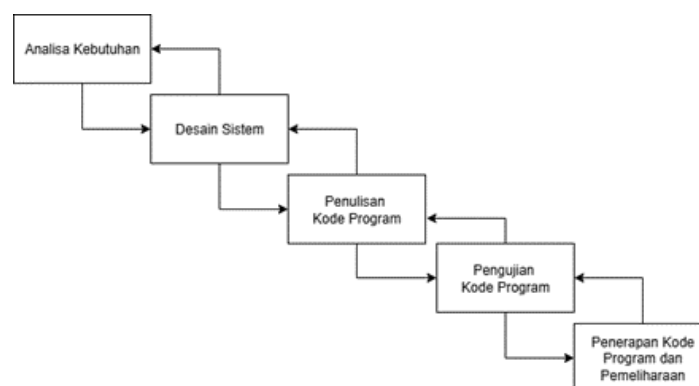 Analisa Kebutuhan
Desain Sistem
Penulisan
Kode Program
Pengujian
Kode Program
Penerapan Kode
Program dan
Pemeliharaan